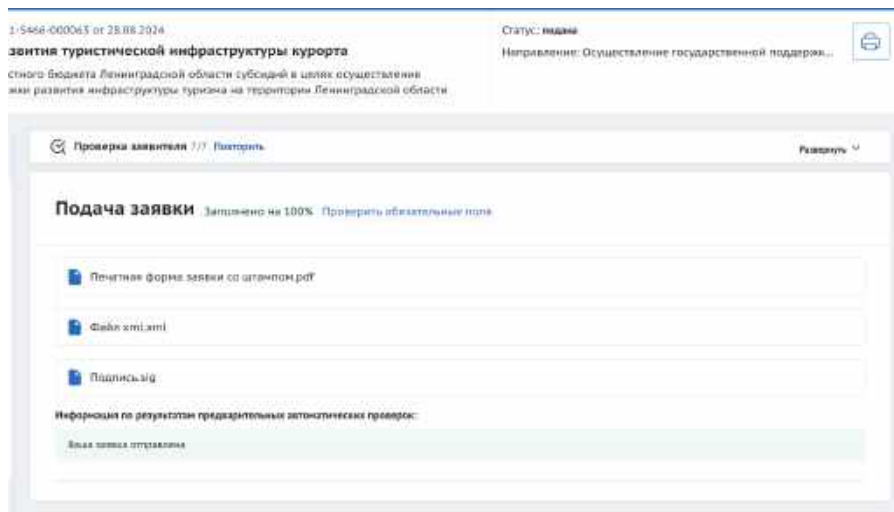 1-5466-000063 от 28.08.2024
звития туристической инфраструктуры курорта
стного бюджета Ленинградской области субсидий в целях осуществления
жки развития инфраструктуры туризма на территории Ленинградской области
Статус: подана
Направление: Осуществление государственной поддержк...
Проверка заявителя 7/7 Повторить
Развернуть
Подача заявки Заполнено на 100% Проверить обязательные поля
Печатная форма заявки со штампом.pdf
Файл xml.xml
Подпись.sig
Информация по результатам предварительных автоматических проверок:
Ваша заявка отправлена